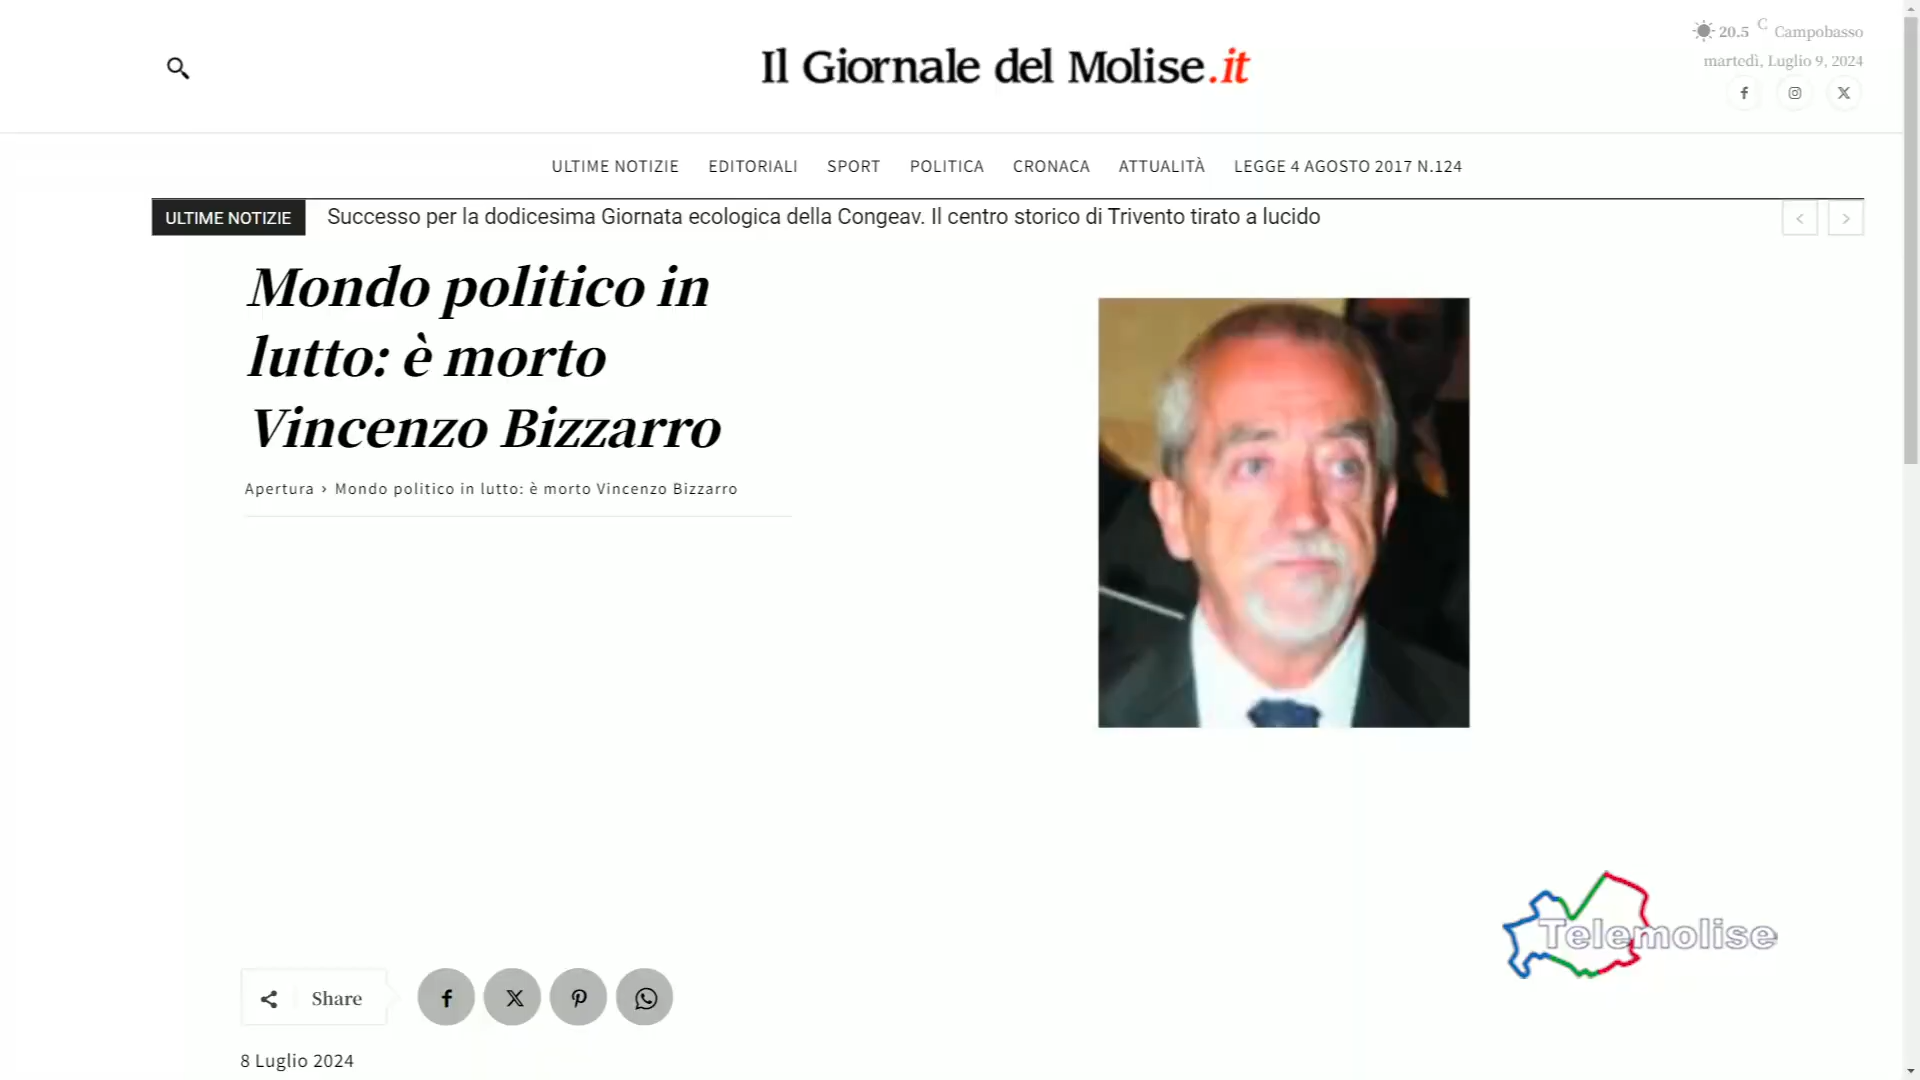 20.5 C Campobasso
Il Giornale del Molise.it
martedì, Luglio 9, 2024
ULTIME NOTIZIE EDITORIALI SPORT POLITICA CRONACA ATTUALITÀ LEGGE 4 AGOSTO 2017 N.124
ULTIME NOTIZIE Successo per la dodicesima Giornata ecologica della Congeav. Il centro storico di Trivento tirato a lucido
Mondo politico in
lutto: è morto
Vincenzo Bizzarro
Apertura › Mondo politico in lutto: è morto Vincenzo Bizzarro
Telemolise
Share
8 Luglio 2024